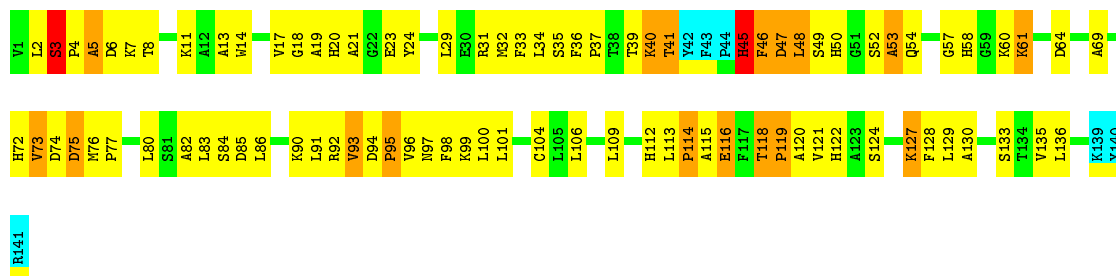 V1 L2 S3 P4 A5 D6 K7 T8 K11 A12 A13 W14 V17 G18 A19 H20 A21 G22 E23 Y24 L29 E30 R31 M32 F33 L34 S35 F36 P37 T38 T39 K40 T41 Y42 F43 P44 H45 F46 D47 L48 S49 H50 G51 S52 A53 Q54 G57 H58 G59 K60 K61 D64 A69
H72 V73 D74 D75 M76 P77 L80 S81 A82 L83 S84 D85 L86 K90 L91 R92 V93 D94 P95 V96 N97 F98 K99 L100 L101 C104 L105 L106 L109 H112 L113 P114 A115 E116 F117 T118 P119 A120 V121 H122 A123 S124 K127 F128 L129 A130 S133 T134 V135 L136 K139 Y140
R141